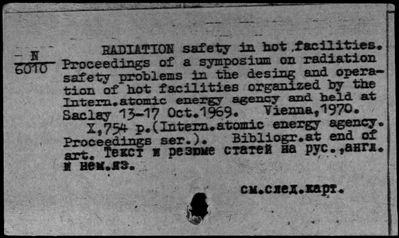 RADIATION safety in hot facilities.
N
6010
Proceedings of a symposium on radiation
safety problems in the desing and opera-
tion of hot facilities organized by the
Intern.atomic energy agency and held at
Saclay 13-17 Oct.1969. Vienna,1970.
X,754 p.(Intern.atomic energy agency.
Proceedings ser.). Bibliogr.at end of
art. Текст и резюме статей на рус.,англ.
и нем.яз.
см.след.карт.